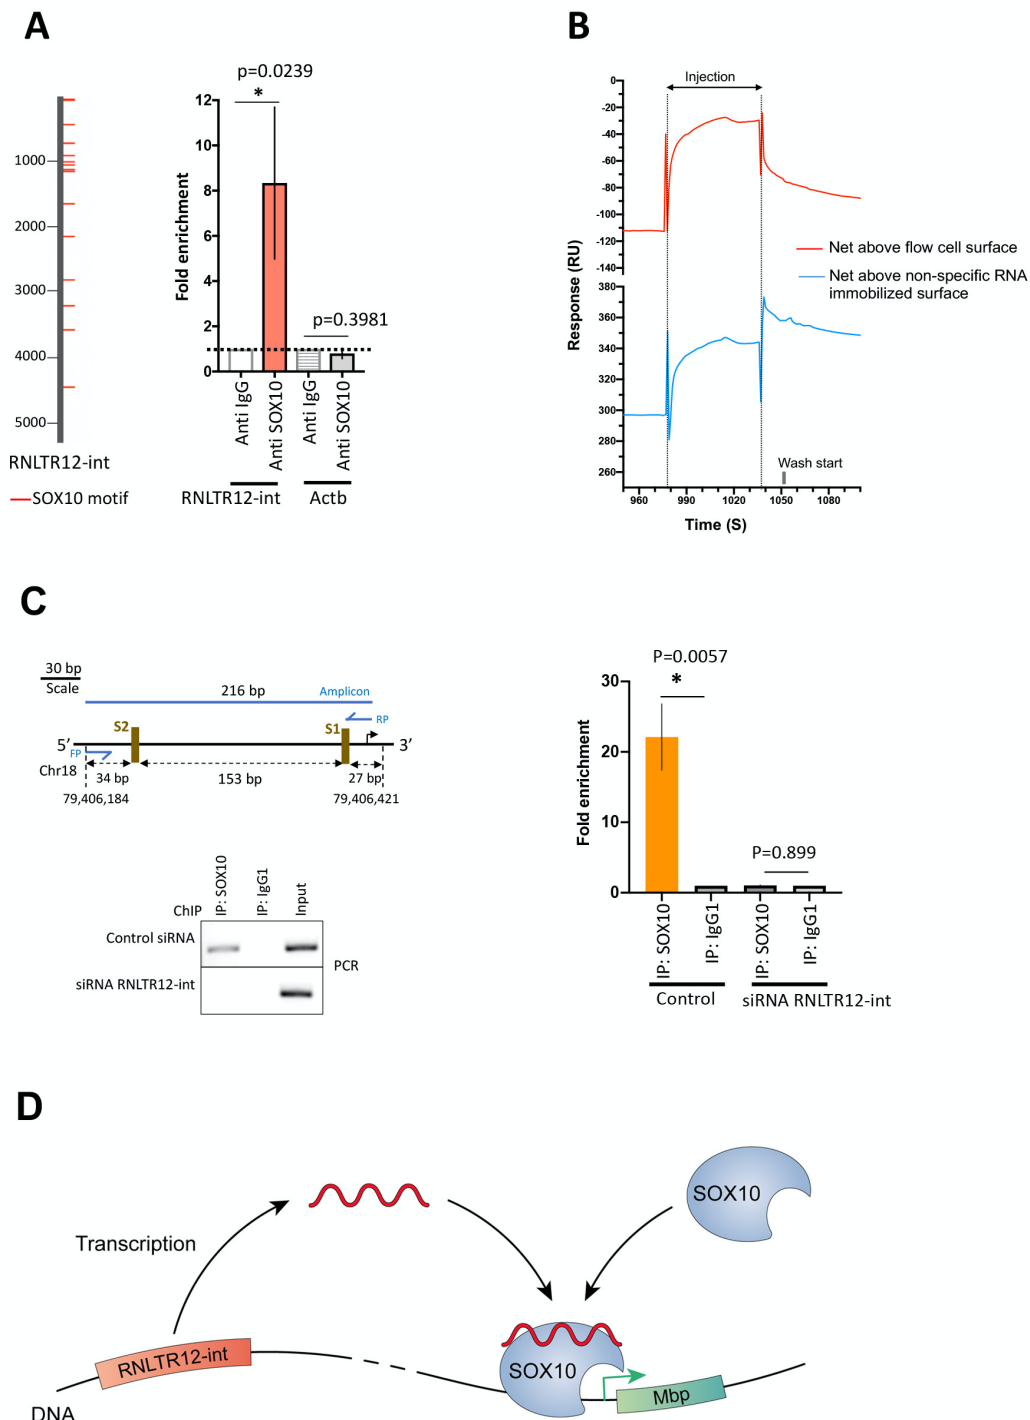 A
p=0.0239
*
12
10
8
6
4
2
0
Fold enrichment
p=0.3981
Anti IgG
Anti SOX10
Anti IgG
Anti SOX10
RNLTR12-int
Actb
1000
2000
3000
4000
5000
RNLTR12-int
SOX10 motif
B
Injection
0
-20
-40
-60
-80
-100
-120
-140
380
360
340
320
300
280
260
Response (RU)
Net above flow cell surface
Net above non-specific RNA
immobilized surface
Wash start
960
990
1020
1050
1080
Time (S)
C
30 bp
Scale
216 bp
Amplicon
S2
S1
RP
5'
3'
FP
Chr18
34 bp
153 bp
27 bp
79,406,184
79,406,421
ChIP
IP: SOX10
IP: IgG1
Input
Control siRNA
siRNA RNLTR12-int
PCR
P=0.0057
*
30
20
10
0
Fold enrichment
P=0.899
IP: SOX10
IP: IgG1
IP: SOX10
IP: IgG1
Control
siRNA RNLTR12-int
D
SOX10
Transcription
RNLTR12-int
SOX10
Mbp
DNA